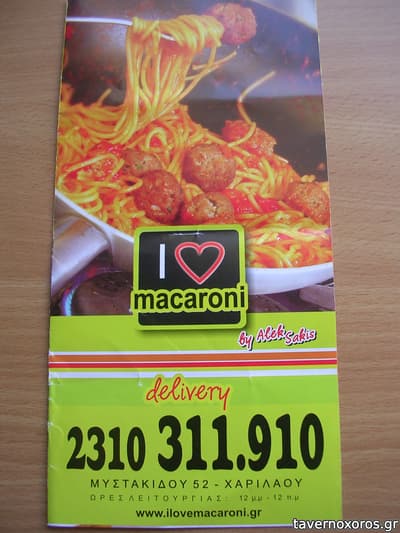 I ♥
macaroni
by Alek Sakis
delivery
2310 311.910
ΜΥΣΤΑΚΙΔΟΥ 52 - ΧΑΡΙΛΑΟΥ
ΩΡΕΣ ΛΕΙΤΟΥΡΓΙΑΣ: 12 μμ - 12 π.μ
www.ilovemacaroni.gr
tavernoxoros.gr